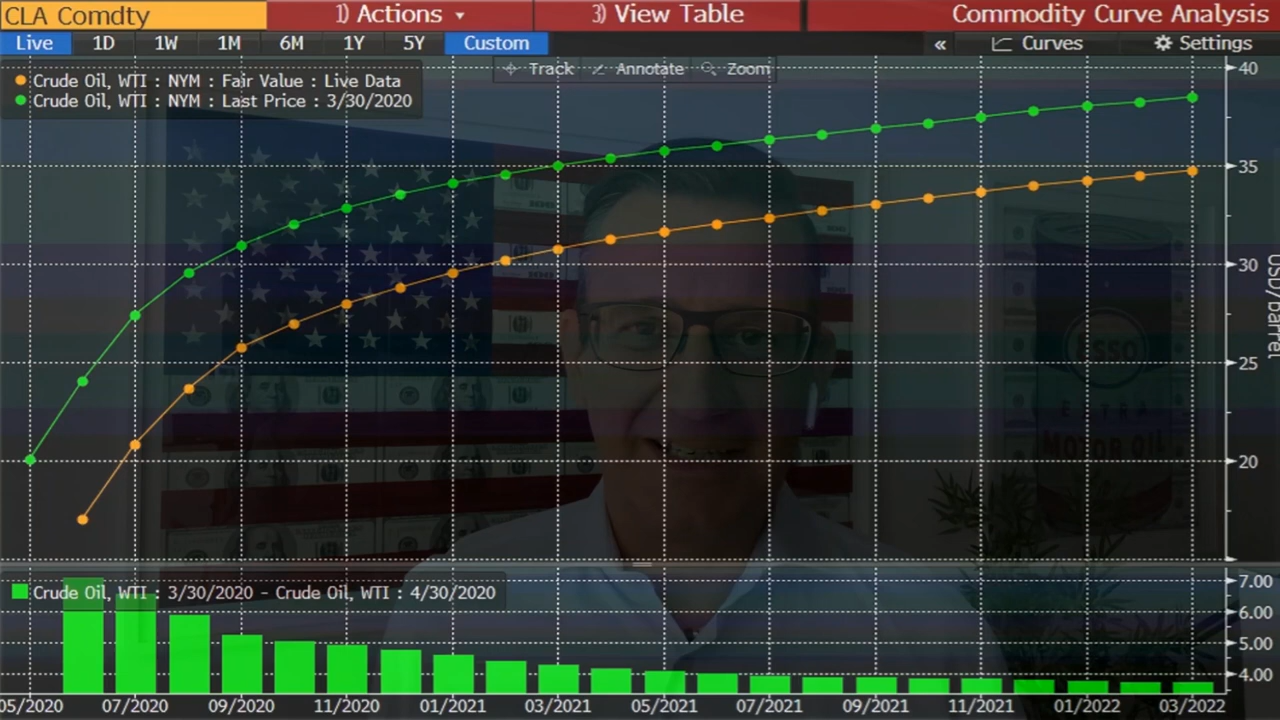 CLA Comdty
1) Actions
3) View Table
Commodity Curve Analysis
Live 1D 1W 1M 6M 1Y 5Y Custom « Curves Settings
Track Annotate Zoom
Crude Oil, WTI : NYM : Fair Value : Live Data
Crude Oil, WTI : NYM : Last Price : 3/30/2020
40
35
30
25
20
USD/Barrel
Esso
EXTRA
MOTOR OIL
Crude Oil, WTI : 3/30/2020 - Crude Oil, WTI : 4/30/2020
7.00
6.00
5.00
4.00
05/2020 07/2020 09/2020 11/2020 01/2021 03/2021 05/2021 07/2021 09/2021 11/2021 01/2022 03/2022